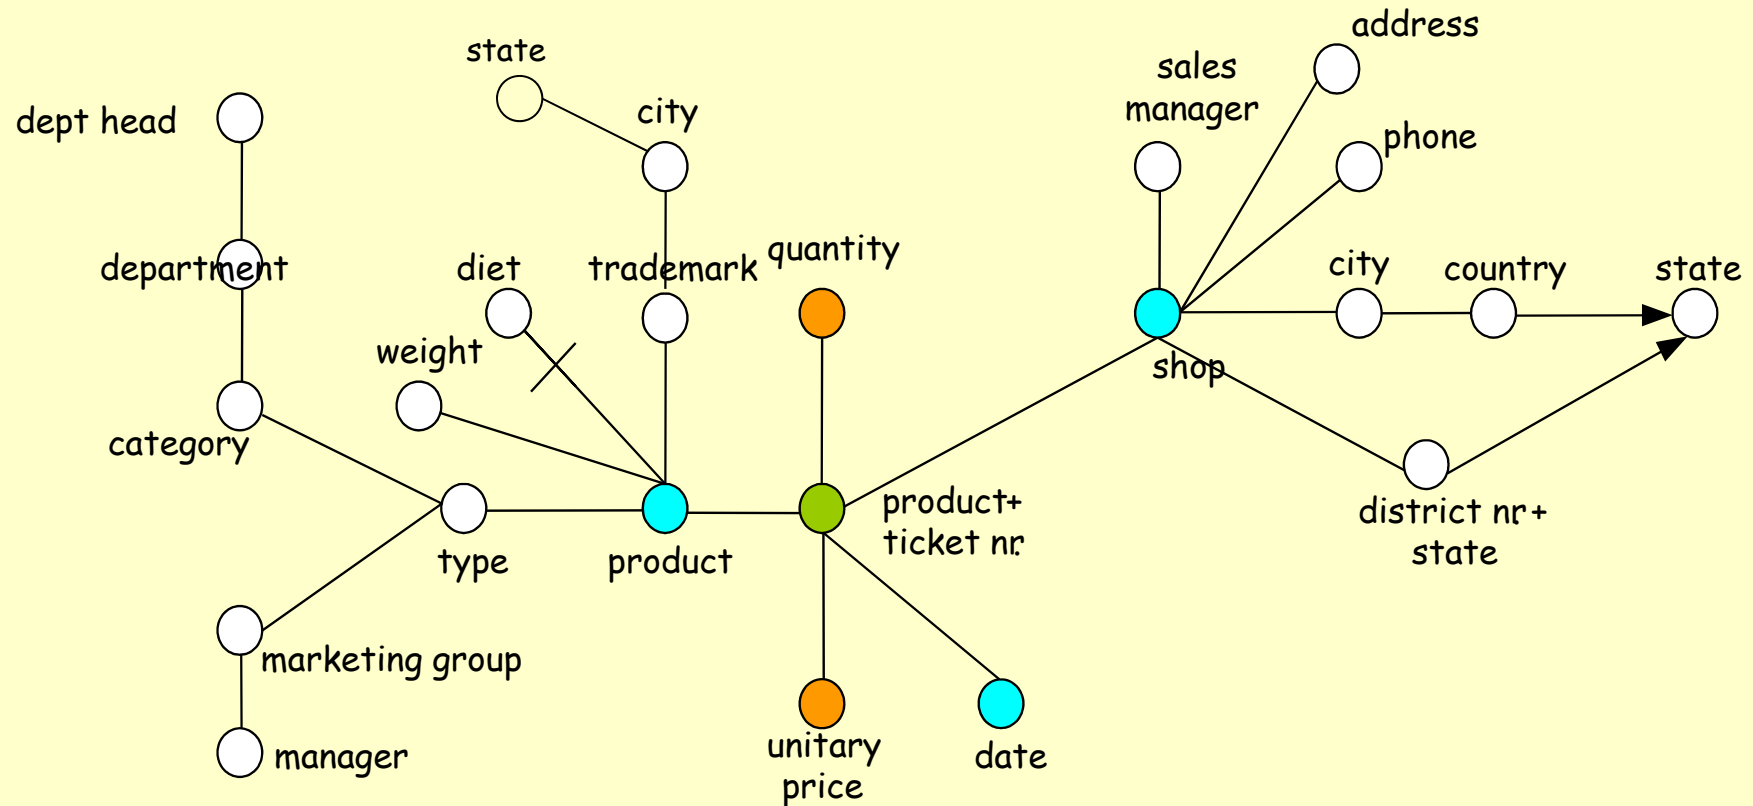 address
state
sales
manager
city
dept head
phone
quantity
department
diet
trademark
city
country
state
weight
shop
category
product+
ticket nr.
district nr+
state
type
product
marketing group
manager
unitary
price
date